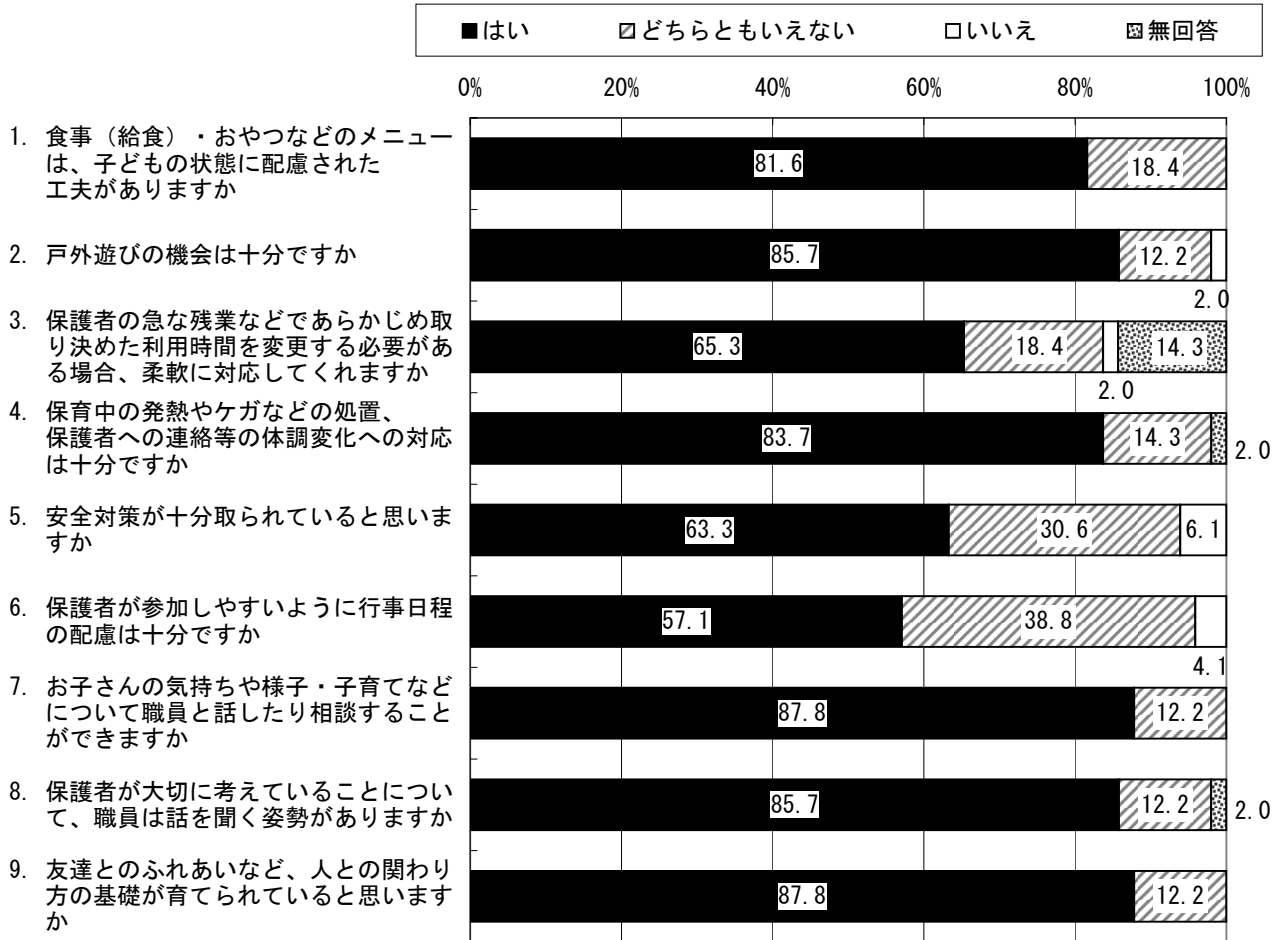 ■はい ▨どちらともいえない □いいえ ▩無回答
0% 20% 40% 60% 80% 100%
1. 食事（給食）・おやつなどのメニュー
は、子どもの状態に配慮された
工夫がありますか
81.6 18.4
2. 戸外遊びの機会は十分ですか
85.7 12.2
2.0
3. 保護者の急な残業などであらかじめ取
り決めた利用時間を変更する必要があ
る場合、柔軟に対応してくれますか
65.3 18.4 14.3
2.0
4. 保育中の発熱やケガなどの処置、
保護者への連絡等の体調変化への対応
は十分ですか
83.7 14.3 2.0
5. 安全対策が十分取られていると思いま
すか
63.3 30.6 6.1
6. 保護者が参加しやすいように行事日程
の配慮は十分ですか
57.1 38.8
4.1
7. お子さんの気持ちや様子・子育てなど
について職員と話したり相談すること
ができますか
87.8 12.2
8. 保護者が大切に考えていることについ
て、職員は話を聞く姿勢がありますか
85.7 12.2 2.0
9. 友達とのふれあいなど、人との関わり
方の基礎が育てられていると思います
か
87.8 12.2